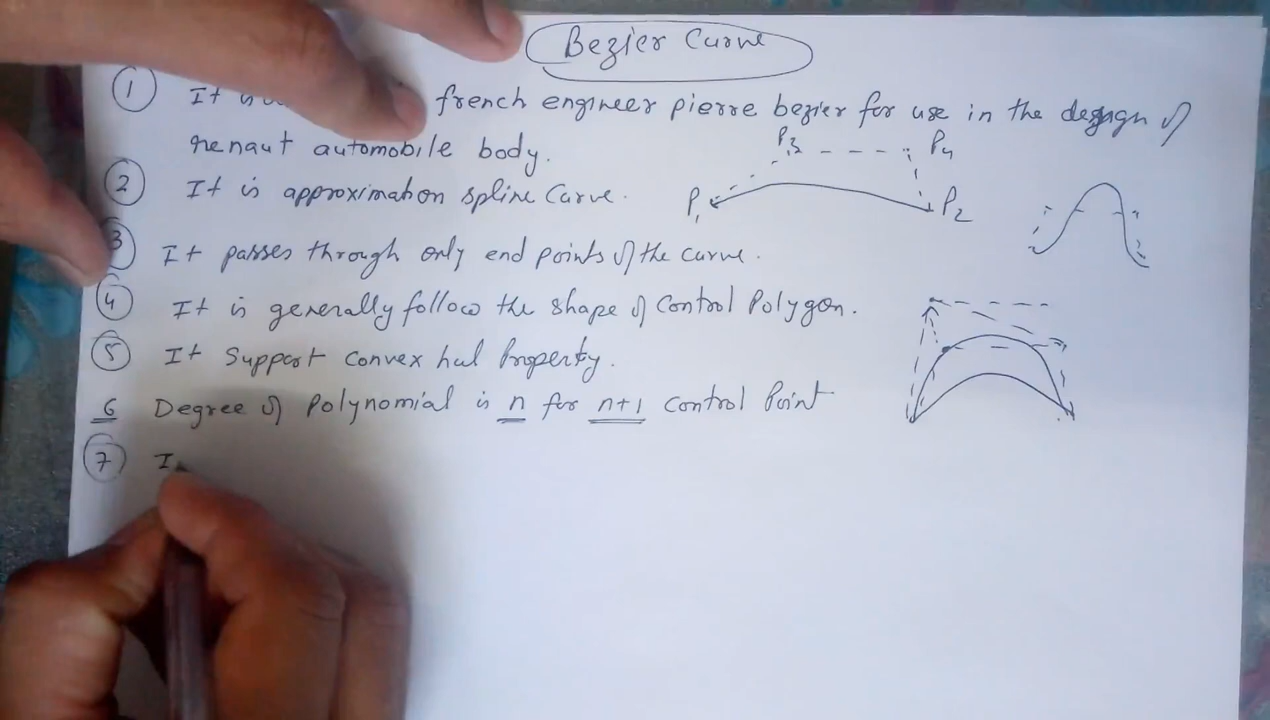 Bezier Curve
1 It is french engineer pierre bezier for use in the design of
renaut automobile body.
P3 P4
2 It is approximation spline Curve.
P1 P2
3 It passes through only end points of the curve.
4 It is generally follow the shape of Control Polygon.
5 It Support Convex hul Property.
6 Degree of Polynomial is n for n+1 Control Point
7 I